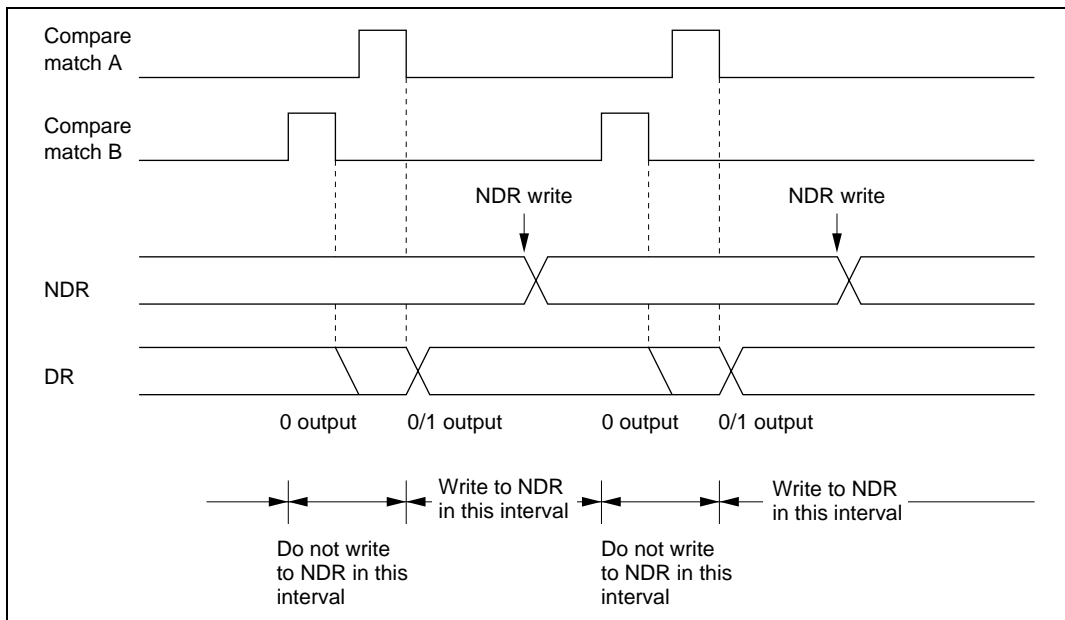 Compare
match A
Compare
match B
NDR write
NDR write
NDR
DR
0 output
0/1 output
0 output
0/1 output
Write to NDR
in this interval
Write to NDR
in this interval
Do not write
to NDR in this
interval
Do not write
to NDR in this
interval